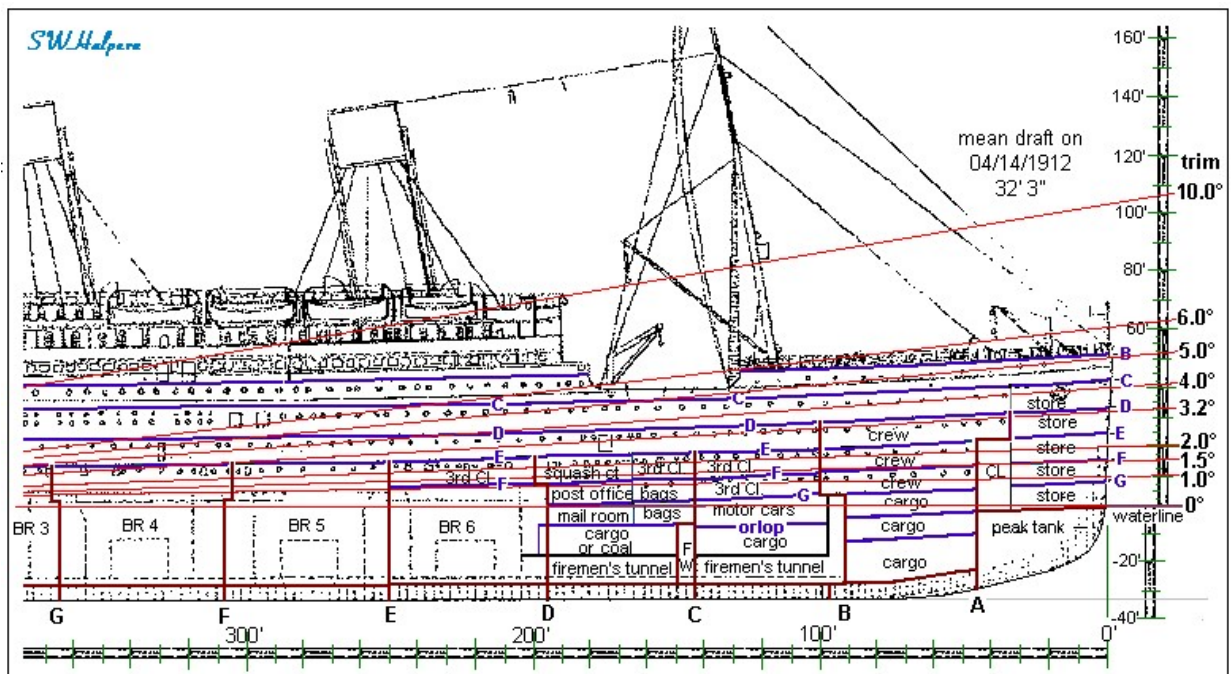 SWHalpern
160'
140'
mean draft on
04/14/1912
32' 3"
120'
trim
10.0°
100'
80'
6.0°
60'
B
5.0°
C
4.0°
C
C
store
D
3.2°
D
D
crew
store
E
2.0°
E
E
3rd Cl
3rd Cl.
crew
store
F
1.5°
3rd Cl
F
squash ct
F
crew
CL
store
G
1.0°
post office
bags
3rd Cl.
G
cargo
store
0°
mail room
bags
motor cars
waterline
BR 3
BR 4
BR 5
BR 6
cargo
or coal
orlop
cargo
cargo
peak tank
F
W
cargo
-20'
firemen's tunnel
firemen's tunnel
G
F
E
D
C
B
A
-40'
300'
200'
100'
0'